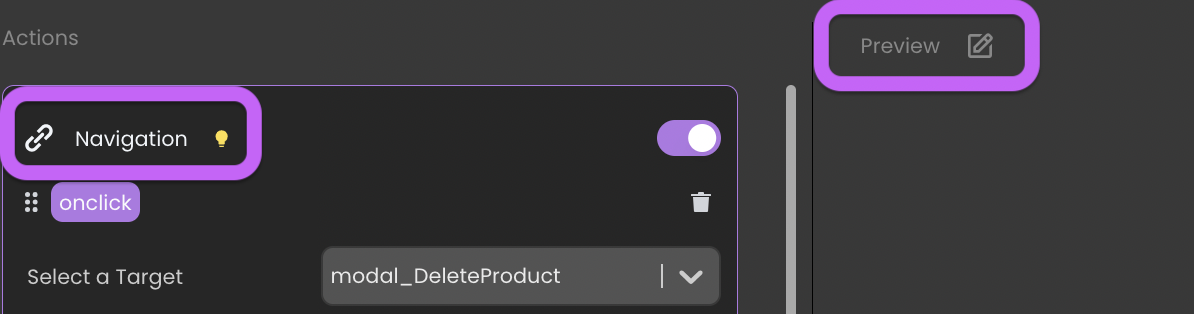 Actions
Preview
Navigation
onclick
Select a Target
modal_DeleteProduct